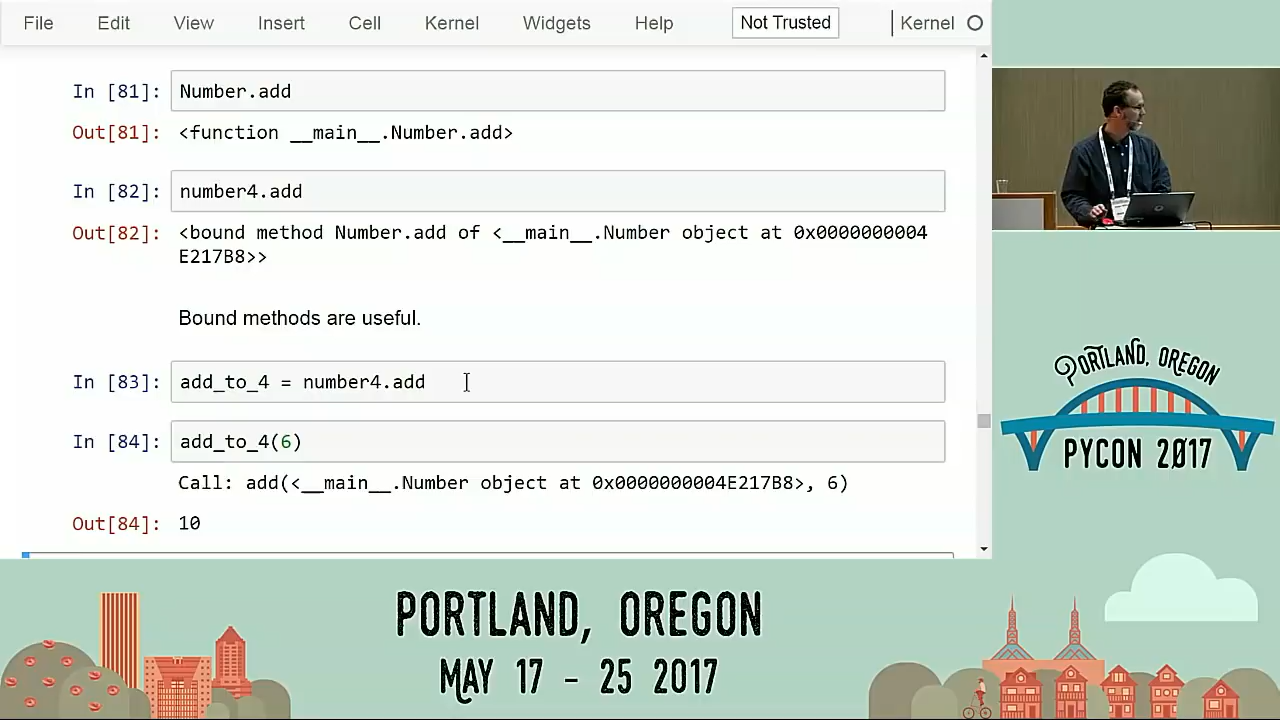 File Edit View Insert Cell Kernel Widgets Help Not Trusted Kernel
In [81]: Number.add
Out[81]: <function __main__.Number.add>
In [82]: number4.add
Out[82]: <bound method Number.add of <__main__.Number object at 0x0000000004
E217B8>>
Bound methods are useful.
In [83]: add_to_4 = number4.add
In [84]: add_to_4(6)
Call: add(<__main__.Number object at 0x0000000004E217B8>, 6)
Out[84]: 10
PORTLAND, OREGON
PYCON 2017
PORTLAND, OREGON
MAY 17 - 25 2017